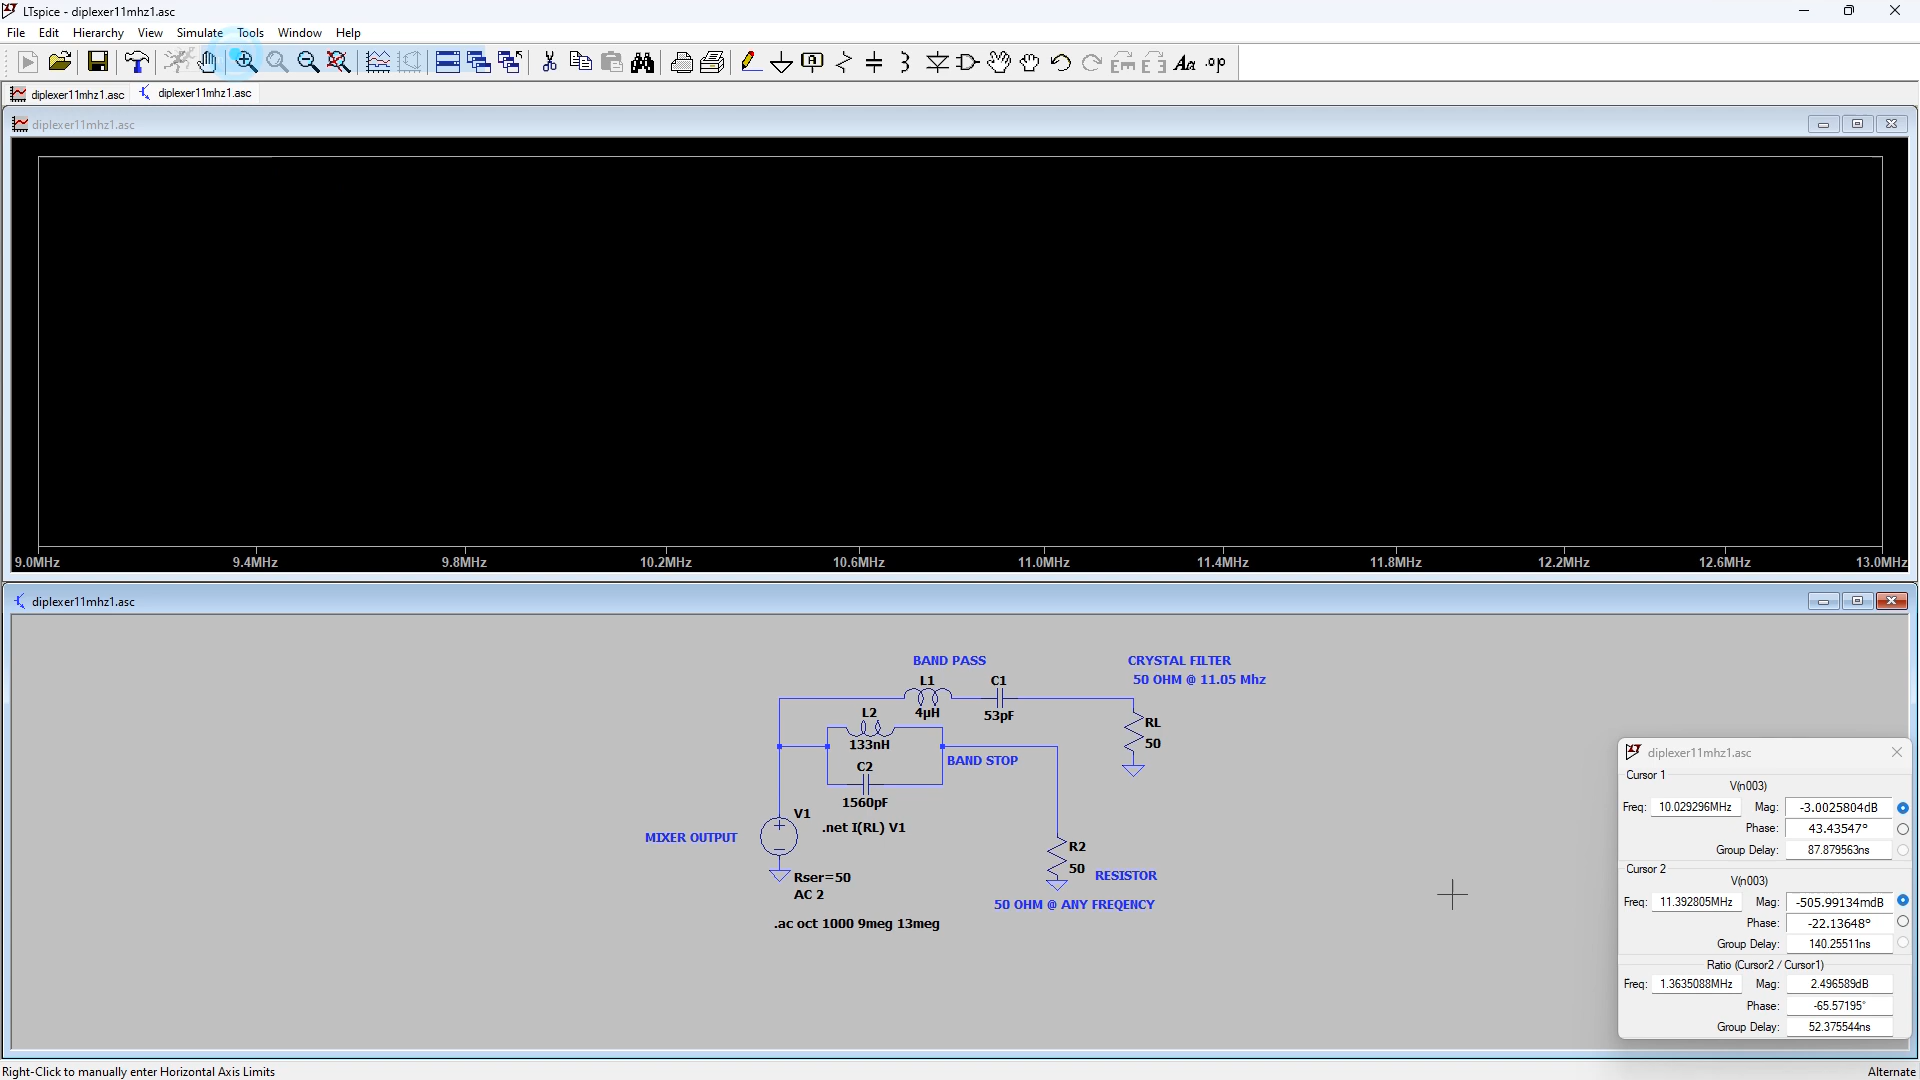 LTspice - diplexer11mhz1.asc
File Edit Hierarchy View Simulate Tools Window Help
Aa .op
diplexer11mhz1.asc diplexer11mhz1.asc
diplexer11mhz1.asc
9.0MHz 9.4MHz 9.8MHz 10.2MHz 10.6MHz 11.0MHz 11.4MHz 11.8MHz 12.2MHz 12.6MHz 13.0MHz
diplexer11mhz1.asc
BAND PASS
CRYSTAL FILTER
50 OHM @ 11.05 Mhz
L1
4µH
C1
53pF
RL
50
L2
133nH
C2
1560pF
BAND STOP
V1
.net I(RL) V1
MIXER OUTPUT
Rser=50
AC 2
R2
50
RESISTOR
50 OHM @ ANY FREQENCY
.ac oct 1000 9meg 13meg
diplexer11mhz1.asc
Cursor 1
V(n003)
Freq: 10.029296MHz Mag: -3.0025804dB
Phase: 43.43547°
Group Delay: 87.879563ns
Cursor 2
V(n003)
Freq: 11.392805MHz Mag: -505.99134mdB
Phase: -22.13648°
Group Delay: 140.25511ns
Ratio (Cursor2 / Cursor1)
Freq: 1.3635088MHz Mag: 2.496589dB
Phase: -65.57195°
Group Delay: 52.375544ns
Right-Click to manually enter Horizontal Axis Limits
Alternate